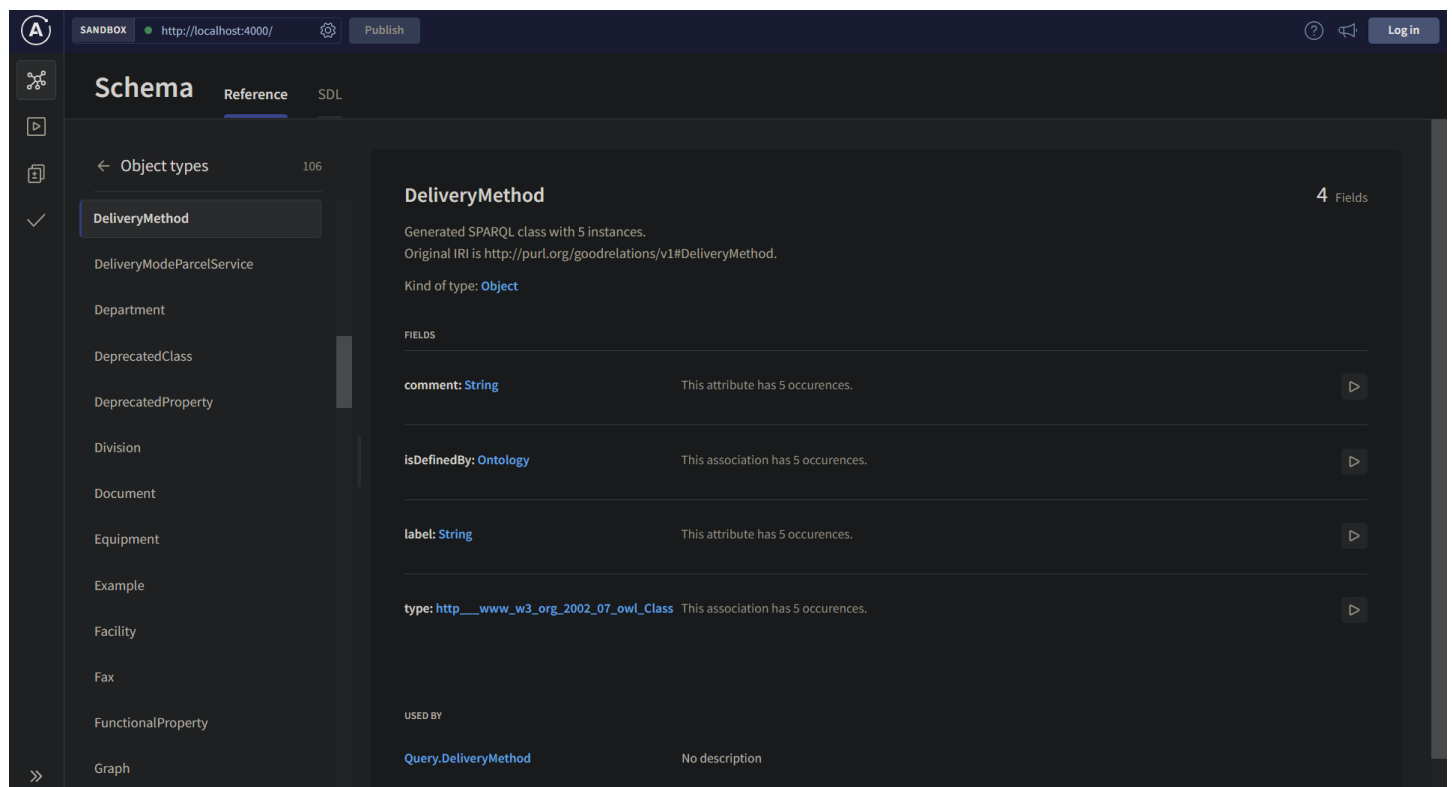 A
SANDBOX http://localhost:4000/ Publish ? Log in
Schema Reference SDL
Object types 106
DeliveryMethod
DeliveryModeParcelService
Department
DeprecatedClass
DeprecatedProperty
Division
Document
Equipment
Example
Facility
Fax
FunctionalProperty
Graph
DeliveryMethod 4 Fields
Generated SPARQL class with 5 instances.
Original IRI is http://purl.org/goodrelations/v1#DeliveryMethod.
Kind of type: Object
FIELDS
comment: String This attribute has 5 occurences.
isDefinedBy: Ontology This association has 5 occurences.
label: String This attribute has 5 occurences.
type: http___www_w3_org_2002_07_owl_Class This association has 5 occurences.
USED BY
Query.DeliveryMethod No description